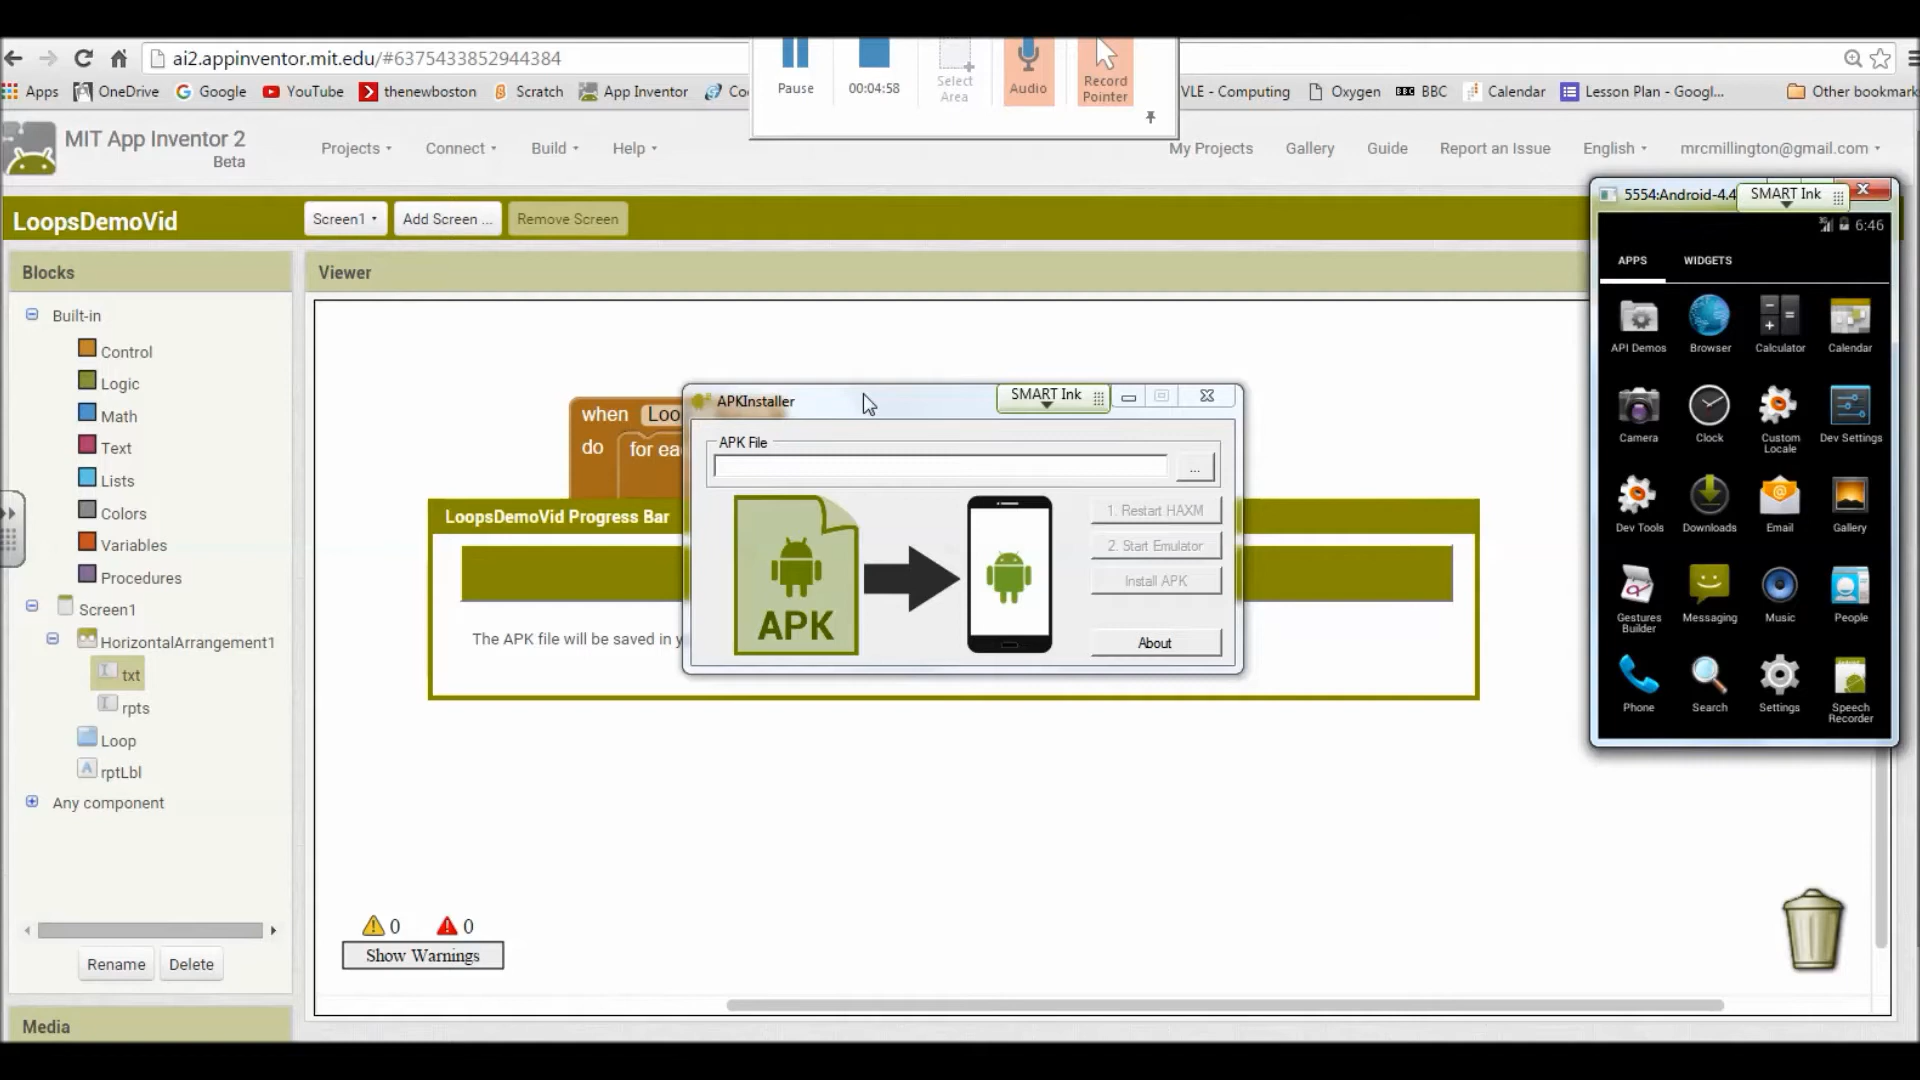 ai2.appinventor.mit.edu/#6375433852944384
Pause
00:04:58
Select
Area
Audio
Record
Pointer
Apps
OneDrive
Google
YouTube
thenewboston
Scratch
App Inventor
VLE - Computing
Oxygen
BBC
Calendar
Lesson Plan - Googl...
Other bookmark
MIT App Inventor 2
Beta
Projects
Connect
Build
Help
My Projects
Gallery
Guide
Report an Issue
English
mrcmillington@gmail.com
LoopsDemoVid
Screen1
Add Screen ...
Remove Screen
5554:Android-4.4
SMART Ink
6:46
APPS
WIDGETS
API Demos
Browser
Calculator
Calendar
Camera
Clock
Custom
Locale
Dev Settings
Dev Tools
Downloads
Email
Gallery
Gestures
Builder
Messaging
Music
People
Phone
Search
Settings
Speech
Recorder
Blocks
Viewer
Built-in
Control
Logic
Math
Text
Lists
Colors
Variables
Procedures
Screen1
HorizontalArrangement1
txt
rpts
Loop
rptLbl
Any component
Rename
Delete
Media
when Loo
do for eac
LoopsDemoVid Progress Bar
The APK file will be saved in y
APKInstaller
SMART Ink
APK File
...
APK
1. Restart HAXM
2. Start Emulator
Install APK
About
0
0
Show Warnings